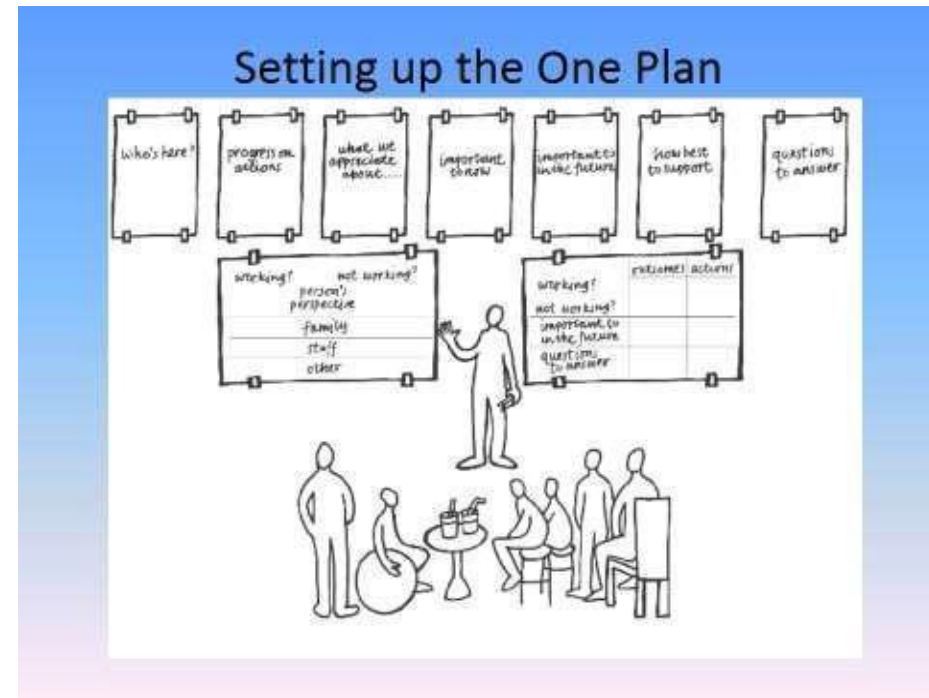 Setting up the One Plan
who's here?
progress on
actions
what we
appreciate
about.....
important
to now
important to
in the future
how best
to support
questions
to answer
working? not working?
person's
perspective
family
staff
other
outcomes actions
working?
not working?
important to
in the future
questions
to answer